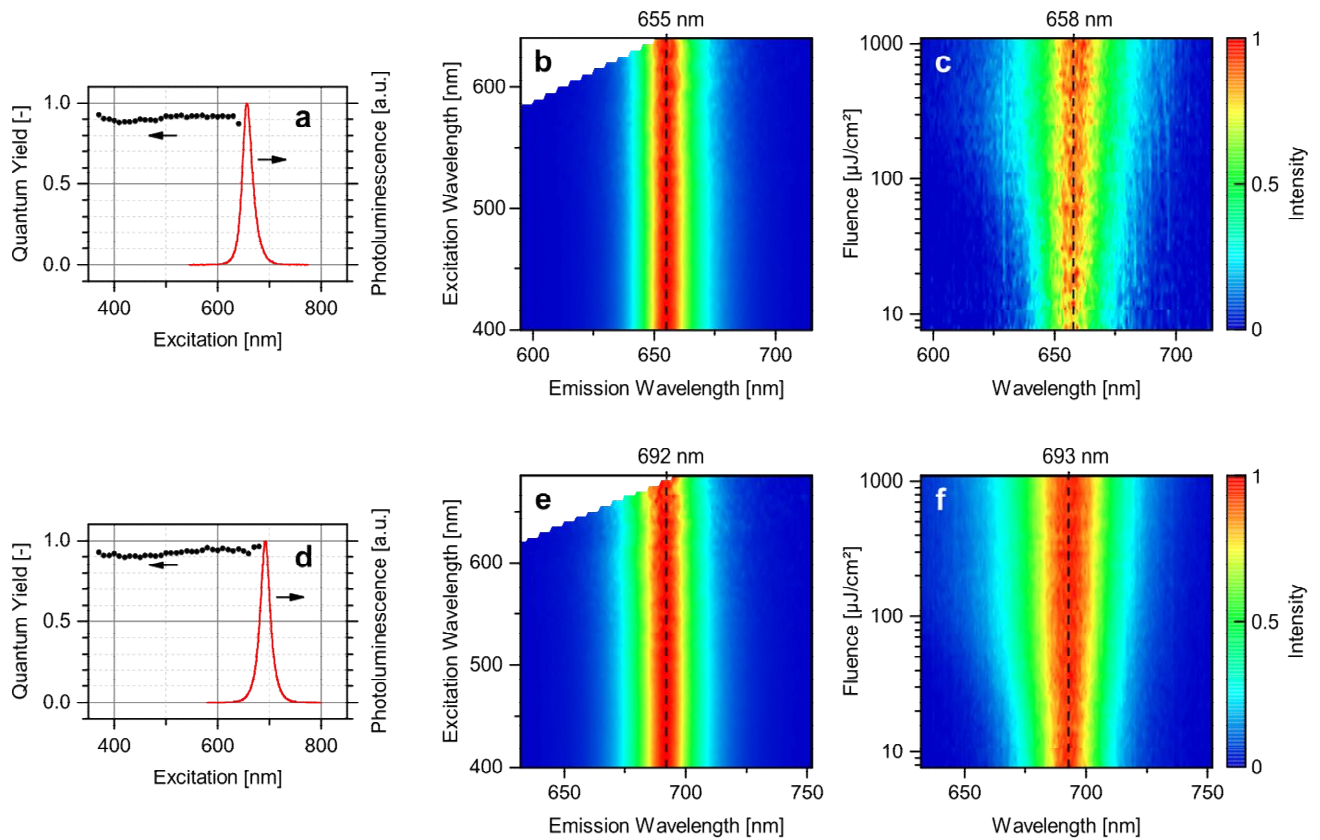 655 nm
658 nm
a
Quantum Yield [-]
1.0
0.5
0.0
Photoluminescence [a.u.]
400 600 800
Excitation [nm]
b
Excitation Wavelength [nm]
600
500
400
600 650 700
Emission Wavelength [nm]
c
Fluence [µJ/cm²]
1000
100
10
600 650 700
Wavelength [nm]
1
0.5
0
Intensity
692 nm
693 nm
d
Quantum Yield [-]
1.0
0.5
0.0
Photoluminescence [a.u.]
400 600 800
Excitation [nm]
e
Excitation Wavelength [nm]
600
500
400
650 700 750
Emission Wavelength [nm]
f
Fluence [µJ/cm²]
1000
100
10
650 700 750
Wavelength [nm]
1
0.5
0
Intensity